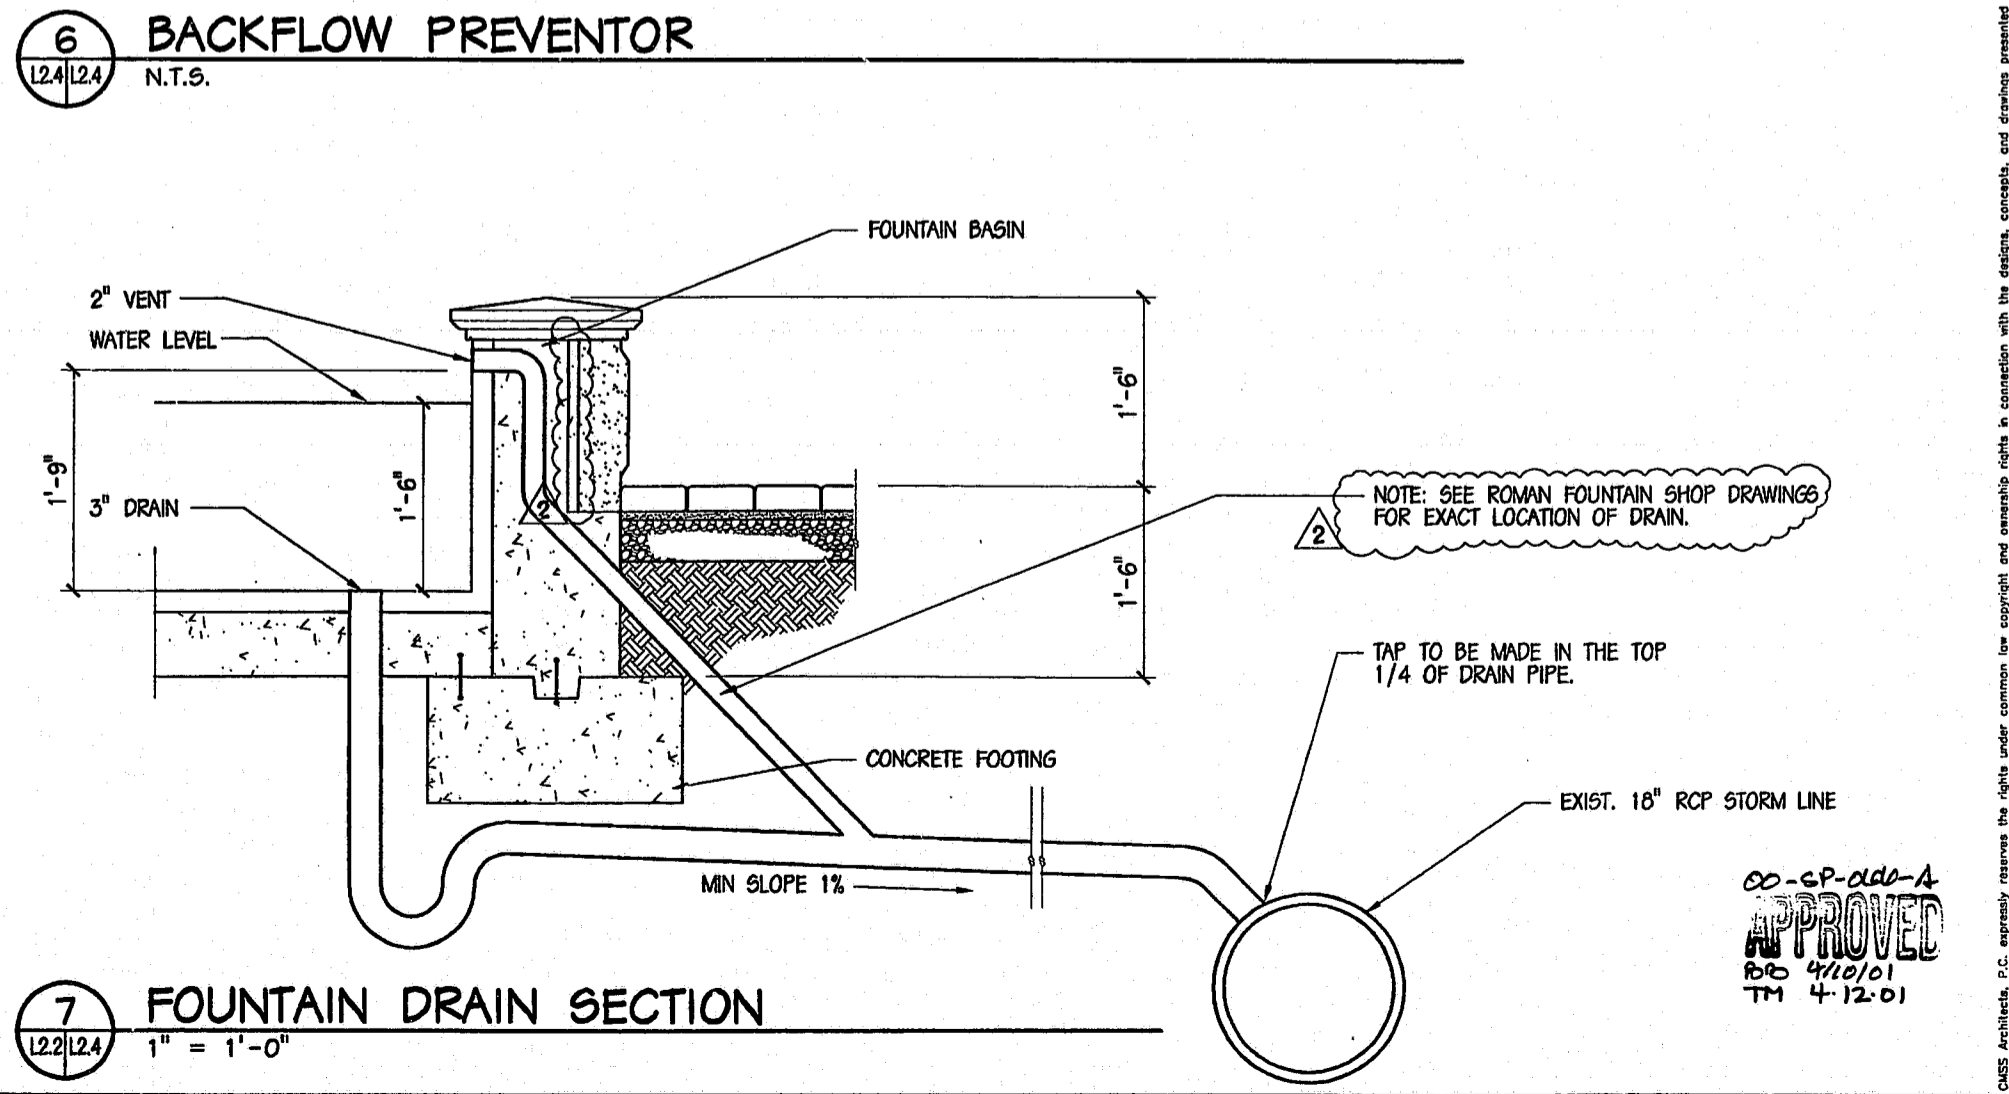 6
L2.4 L2.4
BACKFLOW PREVENTOR
N.T.S.
FOUNTAIN BASIN
2" VENT
WATER LEVEL
1'-9"
3" DRAIN
1'-6"
1'-6"
1'-6"
2
NOTE: SEE ROMAN FOUNTAIN SHOP DRAWINGS
FOR EXACT LOCATION OF DRAIN.
2
TAP TO BE MADE IN THE TOP
1/4 OF DRAIN PIPE.
CONCRETE FOOTING
EXIST. 18" RCP STORM LINE
MIN SLOPE 1%
APPROVED
4/10/01
TM 4.12.01
7
L2.2 L2.4
FOUNTAIN DRAIN SECTION
1" = 1'-0"
CMSS Architects, P.C. expressly reserves the rights under common law copyright and ownership rights in connection with the designs, concepts, and drawings presented